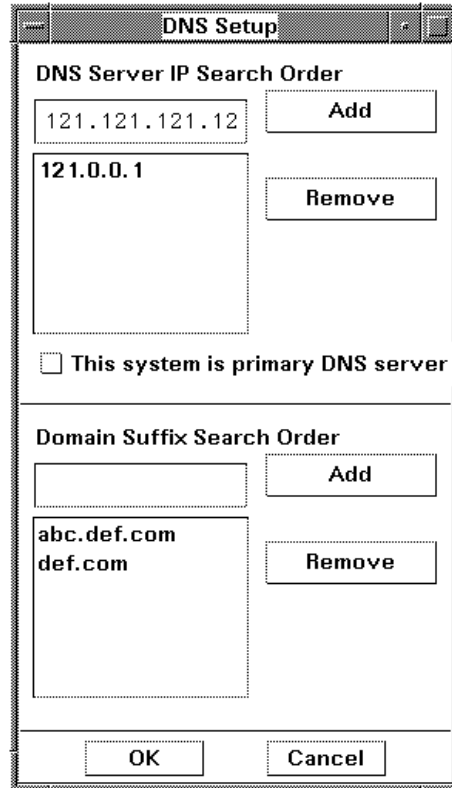 DNS Setup
DNS Server IP Search Order
121.121.121.12
Add
121.0.0.1
Remove
This system is primary DNS server
Domain Suffix Search Order
Add
abc.def.com
def.com
Remove
OK
Cancel